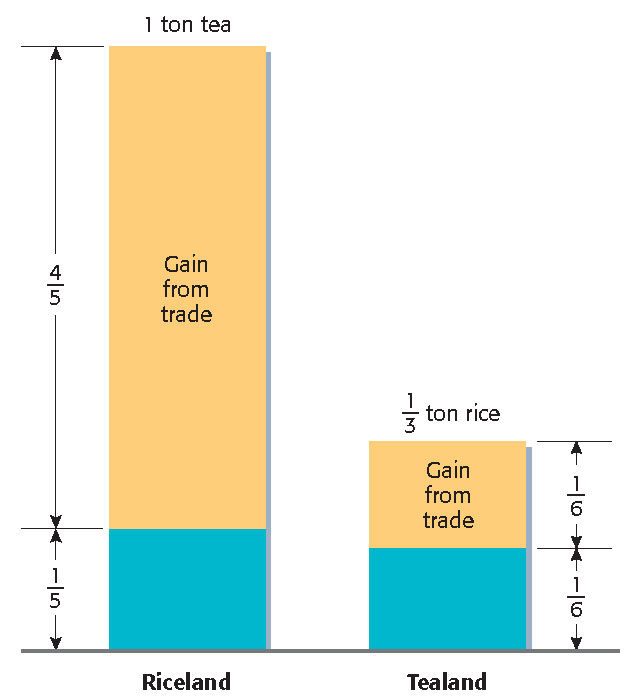 1 ton tea
4/5
Gain
from
trade
1/5
1/3 ton rice
Gain
from
trade
1/6
1/6
Riceland
Tealand